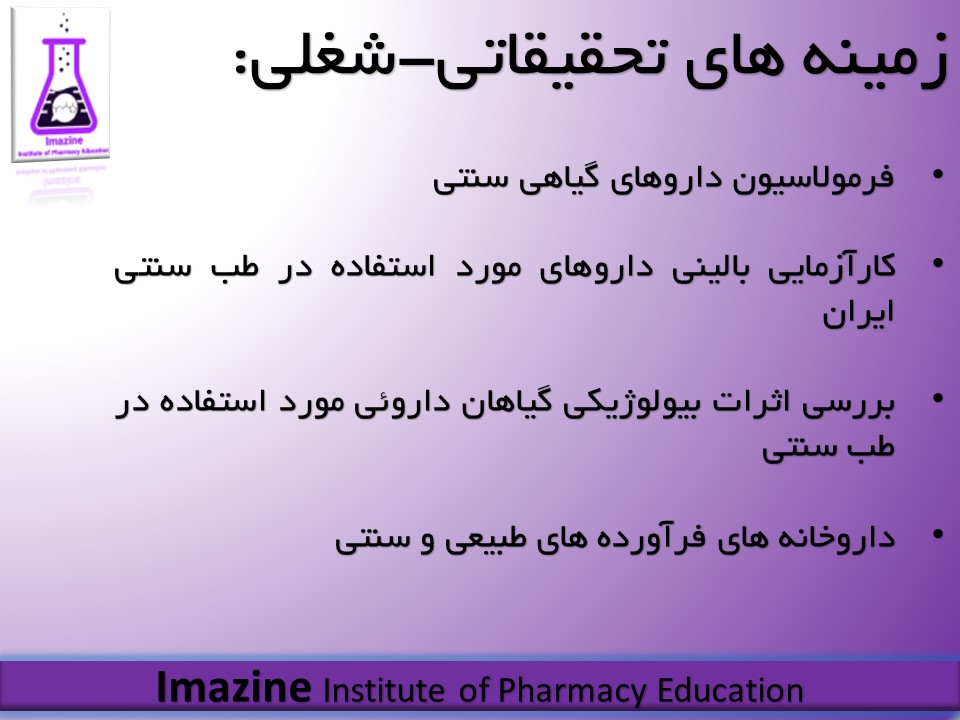 زمینه های تحقیقاتی-شغلی:
Imazine
Institute of Pharmacy Education
• فرمولاسیون داروهای گیاهی سنتی
• کارآزمایی بالینی داروهای مورد استفاده در طب سنتی
ایران
• بررسی اثرات بیولوژیکی گیاهان داروئی مورد استفاده در
طب سنتی
• داروخانه های فرآورده های طبیعی و سنتی
Imazine Institute of Pharmacy Education